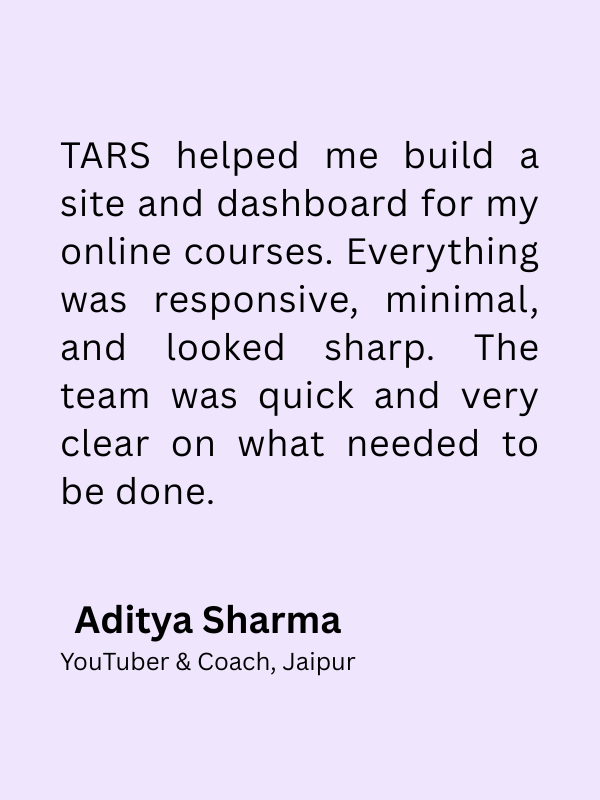 TARS helped me build a
site and dashboard for my
online courses. Everything
was responsive, minimal,
and looked sharp. The
team was quick and very
clear on what needed to
be done.
Aditya Sharma
YouTuber & Coach, Jaipur